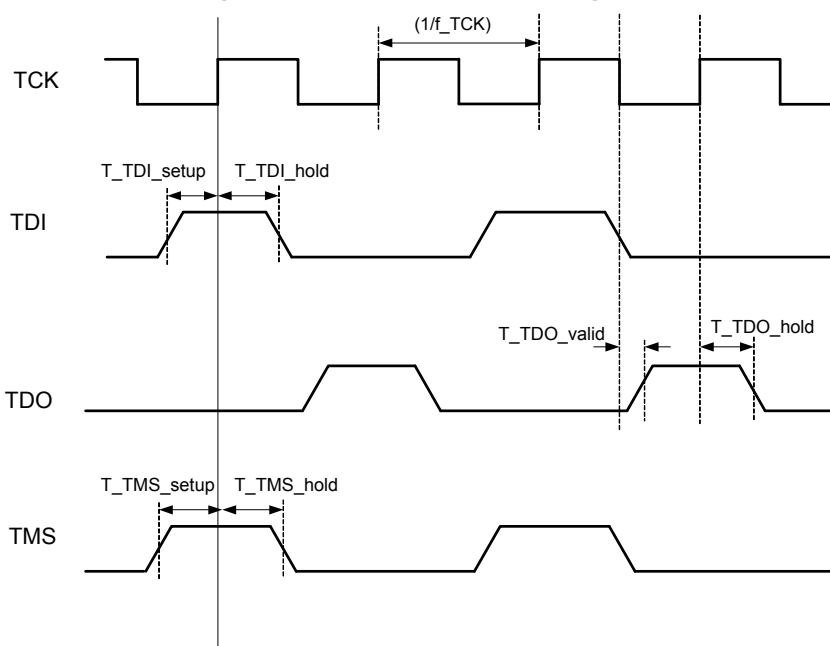 (1/f_TCK)
TCK
T_TDI_setup T_TDI_hold
TDI
T_TDO_valid T_TDO_hold
TDO
T_TMS_setup T_TMS_hold
TMS